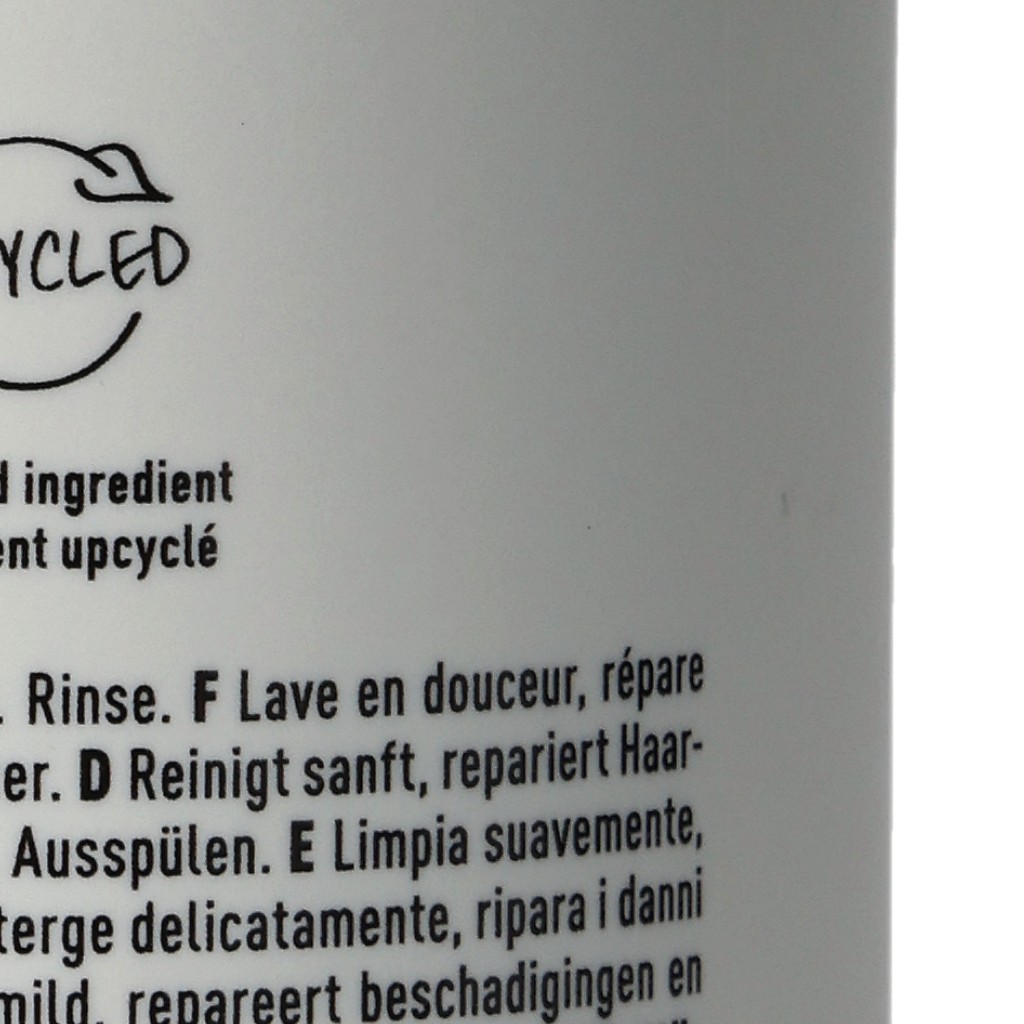 YCLED
d ingredient
ent upcyclé
. Rinse. F Lave en douceur, répare
er. D Reinigt sanft, repariert Haar-
Ausspülen. E Limpia suavemente,
terge delicatamente, ripara i danni
mild, repareert beschadigingen en